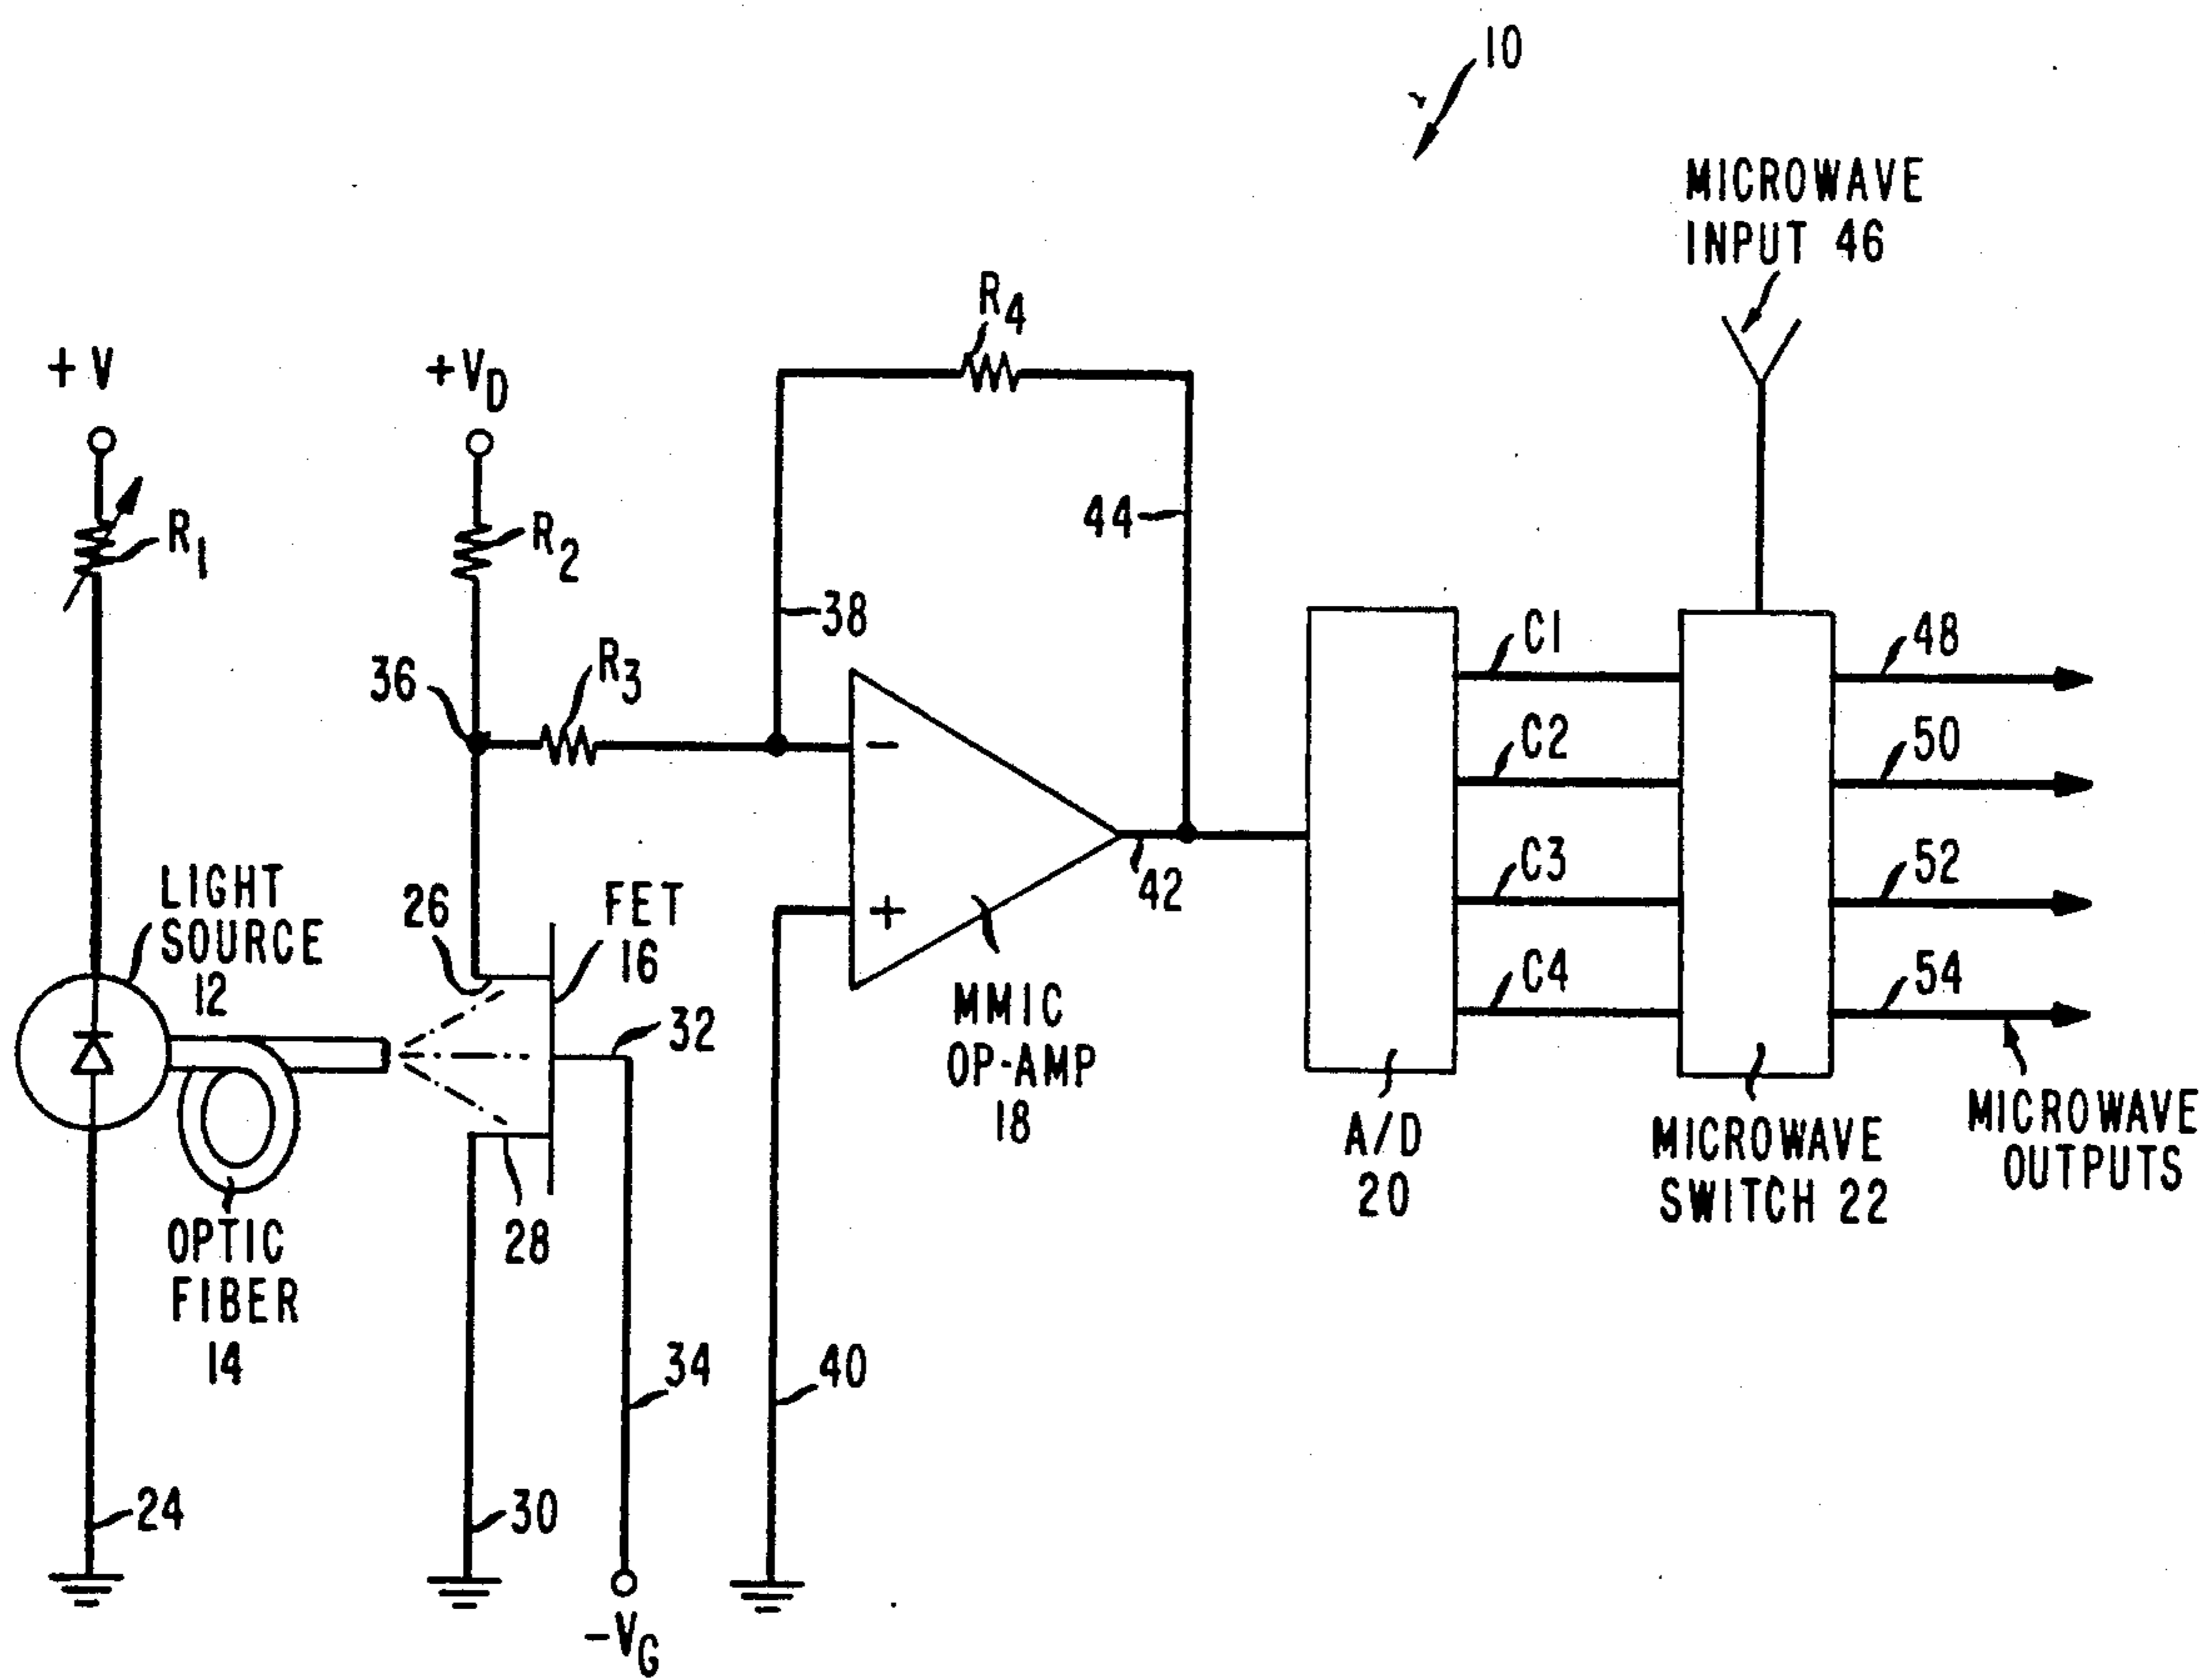 10
MICROWAVE
INPUT 46
R4
+V
+VD
R1
R2
44
38
36
R3
C1
48
C2
50
LIGHT
SOURCE
12
26
FET
16
42
C3
52
32
MMIC
OP-AMP
18
C4
54
A/D
20
MICROWAVE
SWITCH 22
MICROWAVE
OUTPUTS
OPTIC
FIBER
14
28
34
40
24
30
-VG
-
+